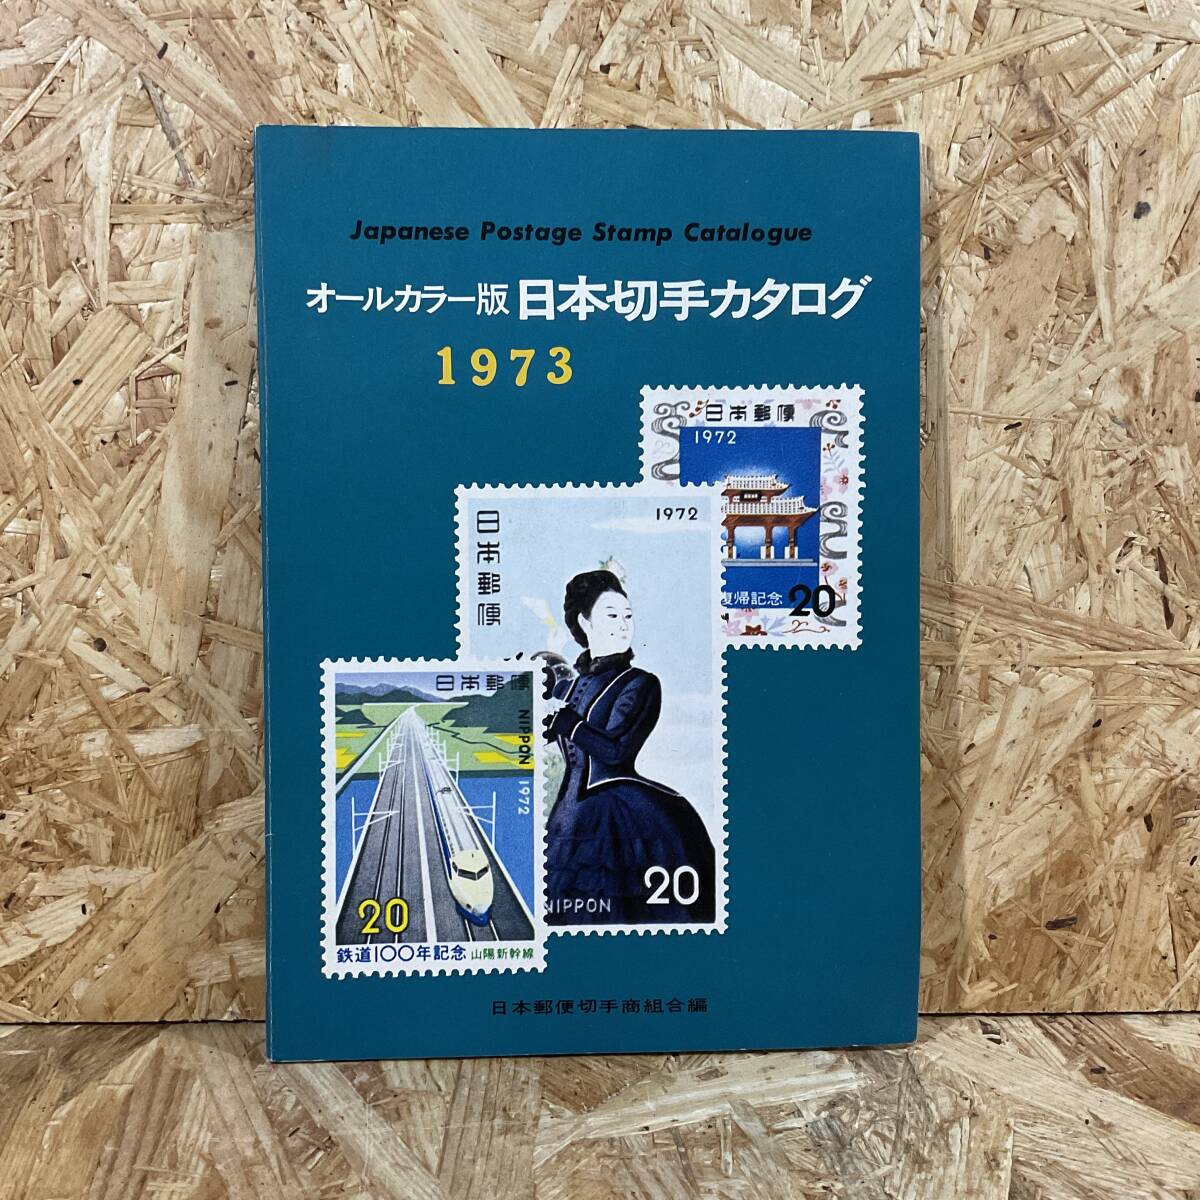 Japanese Postage Stamp Catalogue
オールカラー版 日本切手カタログ
1973
日本郵便
1972
復帰記念 20
日本郵便
1972
NIPPON 20
日本郵便
NIPPON 1972
20
鉄道100年記念 山陽新幹線
日本郵便切手商組合編